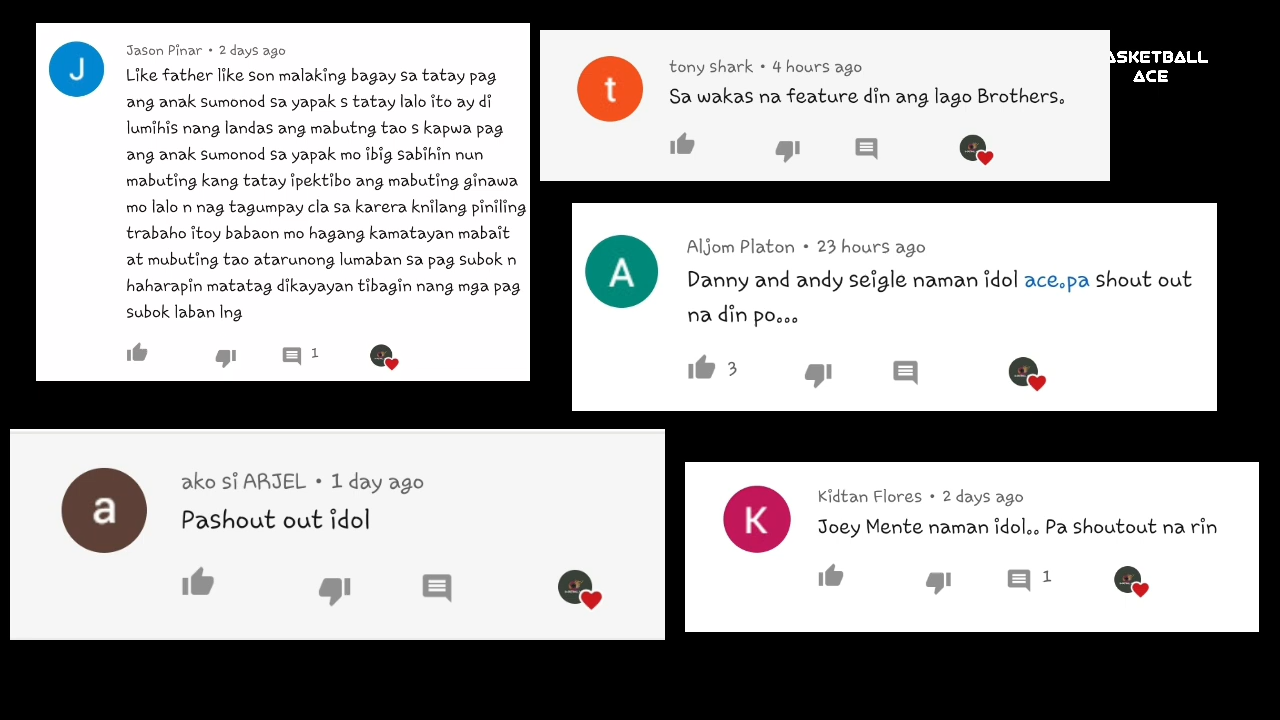 J
Jason Pinar • 2 days ago
Like father like son malaking bagay sa tatay pag
ang anak sumonod sa yapak s tatay lalo ito ay di
lumihis nang landas ang mabutng tao s kapwa pag
ang anak sumonod sa yapak mo ibig sabihin nun
mabuting kang tatay ipektibo ang mabuting ginawa
mo lalo n nag tagumpay cla sa karera knilang piniling
trabaho itoy babaon mo hagang kamatayan mabait
at mubuting tao atarunong lumaban sa pag subok n
haharapin matatag dikayayan tibagin nang mga pag
subok laban lng
1
t
tony shark • 4 hours ago
Sa wakas na feature din ang lago Brothers.
ASKETBALL
ACE
A
Aljom Platon • 23 hours ago
Danny and andy seigle naman idol ace.pa shout out
na din po...
3
a
ako si ARJEL • 1 day ago
Pashout out idol
K
Kidtan Flores • 2 days ago
Joey Mente naman idol.. Pa shoutout na rin
1